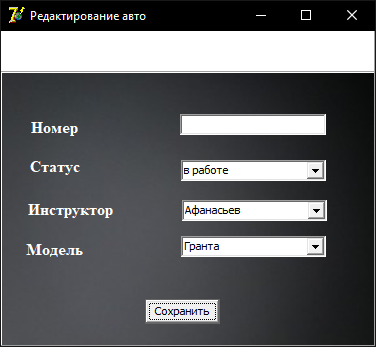 Редактирование авто
Номер
Статус
в работе
Инструктор
Афанасьев
Модель
Гранта
Сохранить